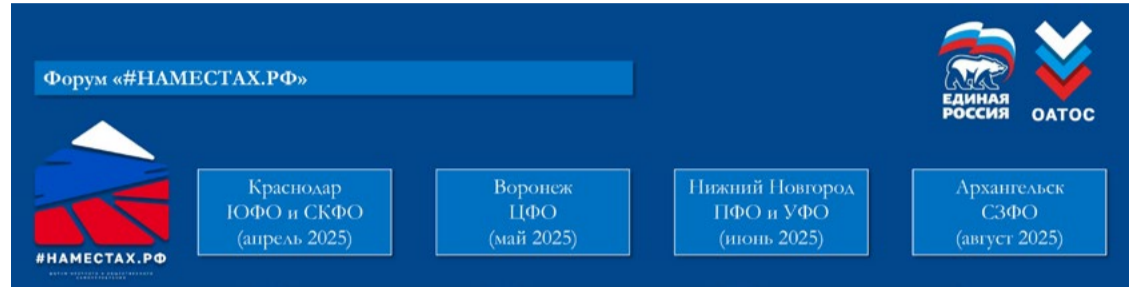 Форум «#НАМЕСТАХ.РФ»
ЕДИНАЯ
РОССИЯ
ОАТОС
Краснодар
ЮФО и СКФО
(апрель 2025)
Воронеж
ЦФО
(май 2025)
Нижний Новгород
ПФО и УФО
(июнь 2025)
Архангельск
СЗФО
(август 2025)
#НАМЕСТАХ.РФ